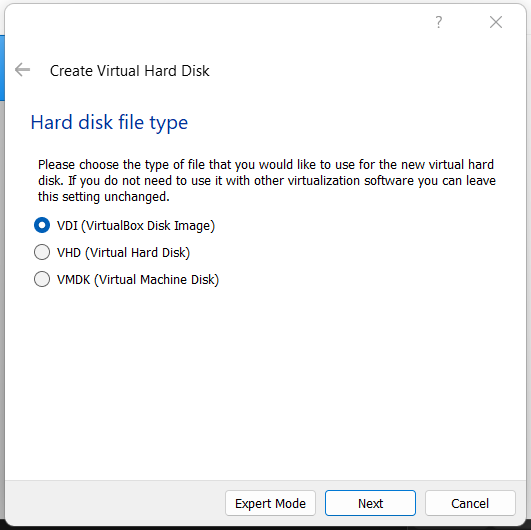 ?
Create Virtual Hard Disk
Hard disk file type
Please choose the type of file that you would like to use for the new virtual hard
disk. If you do not need to use it with other virtualization software you can leave
this setting unchanged.
VDI (VirtualBox Disk Image)
VHD (Virtual Hard Disk)
VMDK (Virtual Machine Disk)
Expert Mode Next Cancel